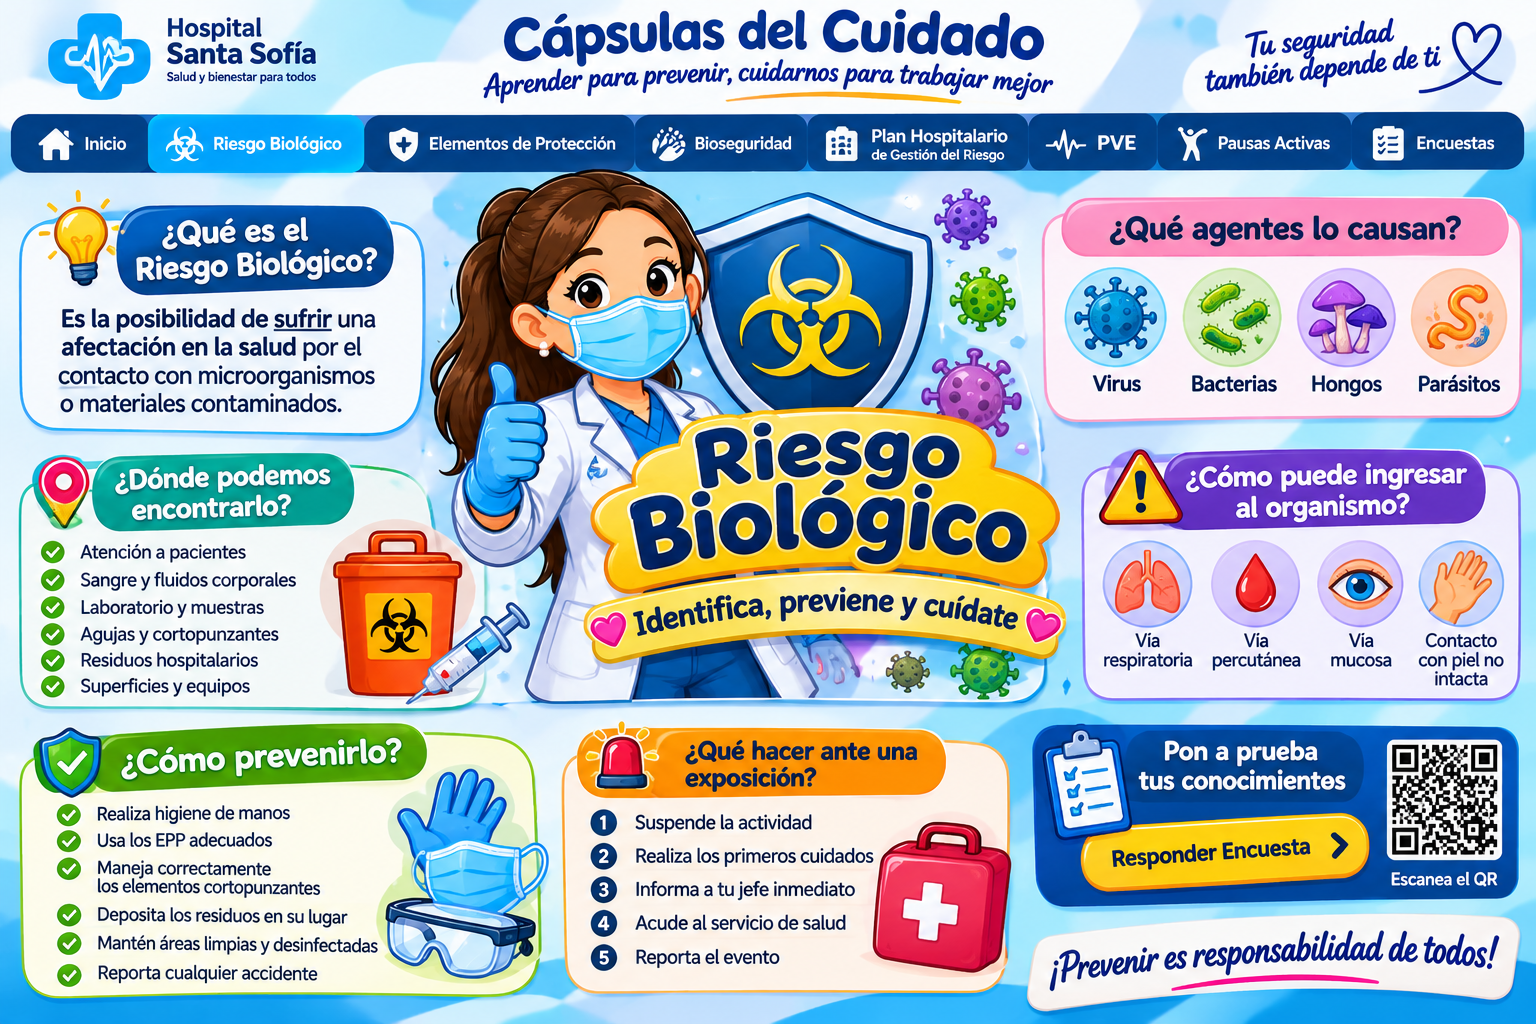 Hospital
Santa Sofía
Salud y bienestar para todos
Cápsulas del Cuidado
Aprender para prevenir, cuidarnos para trabajar mejor
Tu seguridad
también depende de ti
Inicio
Riesgo Biológico
Elementos de Protección
Bioseguridad
Plan Hospitalario
de Gestión del Riesgo
PVE
Pausas Activas
Encuestas
¿Qué es el
Riesgo Biológico?
Es la posibilidad de sufrir una
afectación en la salud por el
contacto con microorganismos
o materiales contaminados.
¿Dónde podemos
encontrarlo?
Atención a pacientes
Sangre y fluidos corporales
Laboratorio y muestras
Agujas y cortopunzantes
Residuos hospitalarios
Superficies y equipos
Riesgo
Biológico
Identifica, previene y cuídate
¿Qué agentes lo causan?
Virus
Bacterias
Hongos
Parásitos
¿Cómo puede ingresar
al organismo?
Vía
respiratoria
Vía
percutánea
Vía
mucosa
Contacto
con piel no
intacta
¿Cómo prevenirlo?
Realiza higiene de manos
Usa los EPP adecuados
Maneja correctamente
los elementos cortopunzantes
Deposita los residuos en su lugar
Mantén áreas limpias y desinfectadas
Reporta cualquier accidente
¿Qué hacer ante una
exposición?
1 Suspende la actividad
2 Realiza los primeros cuidados
3 Informa a tu jefe inmediato
4 Acude al servicio de salud
5 Reporta el evento
Pon a prueba
tus conocimientos
Responder Encuesta
Escanea el QR
¡Prevenir es responsabilidad de todos!